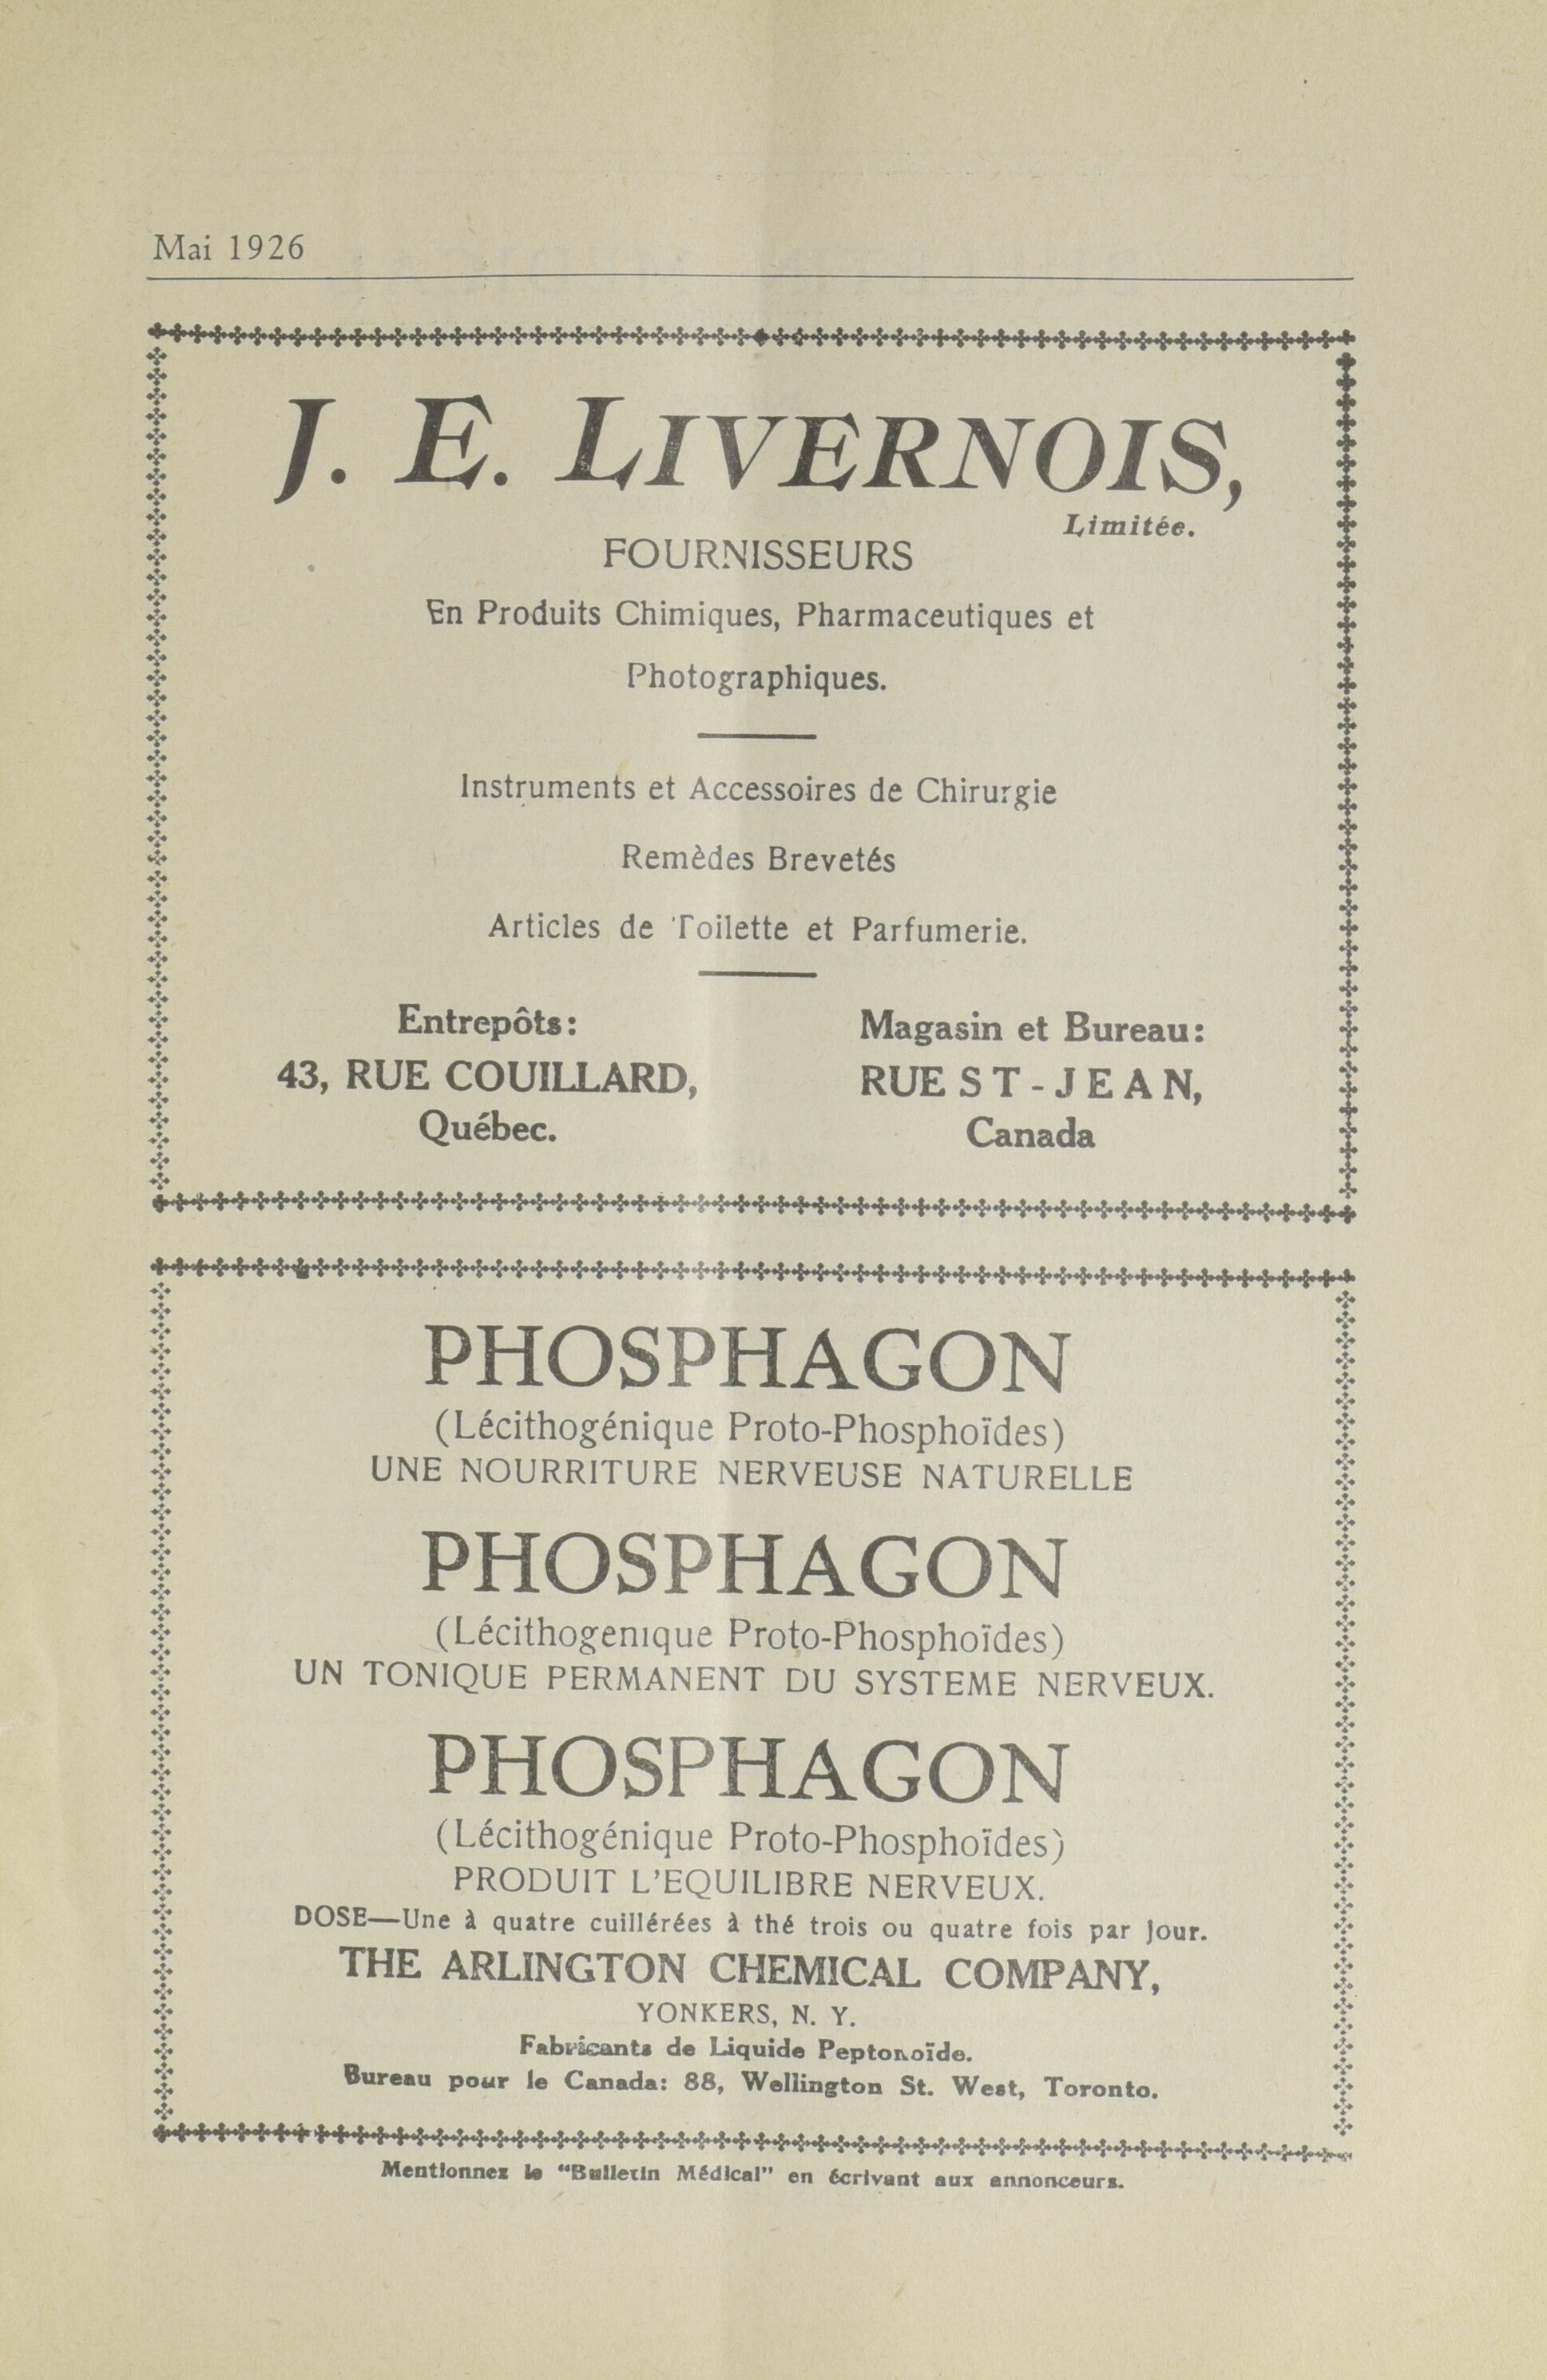 Mai 1926
J. E. LIVERNOIS,
Limitée.
FOURNISSEURS
En Produits Chimiques, Pharmaceutiques et
Photographiques.
Instruments et Accessoires de Chirurgie
Remèdes Brevetés
Articles de Toilette et Parfumerie.
Entrepôts:
43, RUE COUILLARD,
Québec.
Magasin et Bureau:
RUE ST-JEAN,
Canada
PHOSPHAGON
(Lécithogénique Proto-Phosphoïdes)
UNE NOURRITURE NERVEUSE NATURELLE
PHOSPHAGON
(Lécithogenique Proto-Phosphoïdes)
UN TONIQUE PERMANENT DU SYSTEME NERVEUX.
PHOSPHAGON
(Lécithogénique Proto-Phosphoïdes)
PRODUIT L'EQUILIBRE NERVEUX.
DOSE—Une à quatre cuillérées à thé trois ou quatre fois par Jour.
THE ARLINGTON CHEMICAL COMPANY,
YONKERS, N. Y.
Fabricants de Liquide Peptonoïde.
Bureau pour le Canada: 88, Wellington St. West, Toronto.
Mentionnez le "Bulletin Médical" en écrivant aux annonceurs.